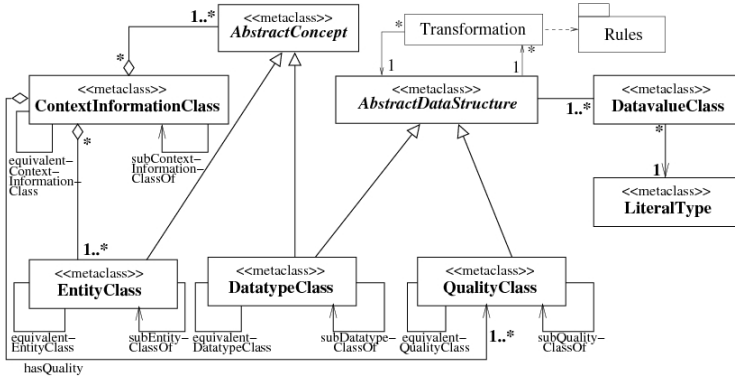 1..*
<<metaclass>>
AbstractConcept
*
Transformation
Rules
*
1
1
*
<<metaclass>>
ContextInformationClass
<<metaclass>>
AbstractDataStructure
1..*
<<metaclass>>
DatavalueClass
*
*
equivalent–
Context–
Information–
Class
subContext–
Information–
ClassOf
1
<<metaclass>>
LiteralType
1..*
<<metaclass>>
EntityClass
<<metaclass>>
DatatypeClass
<<metaclass>>
QualityClass
equivalent–
EntityClass
subEntity–
ClassOf
equivalent–
DatatypeClass
subDatatype–
ClassOf
equivalent–
QualityClass
1..*
subQuality–
ClassOf
hasQuality